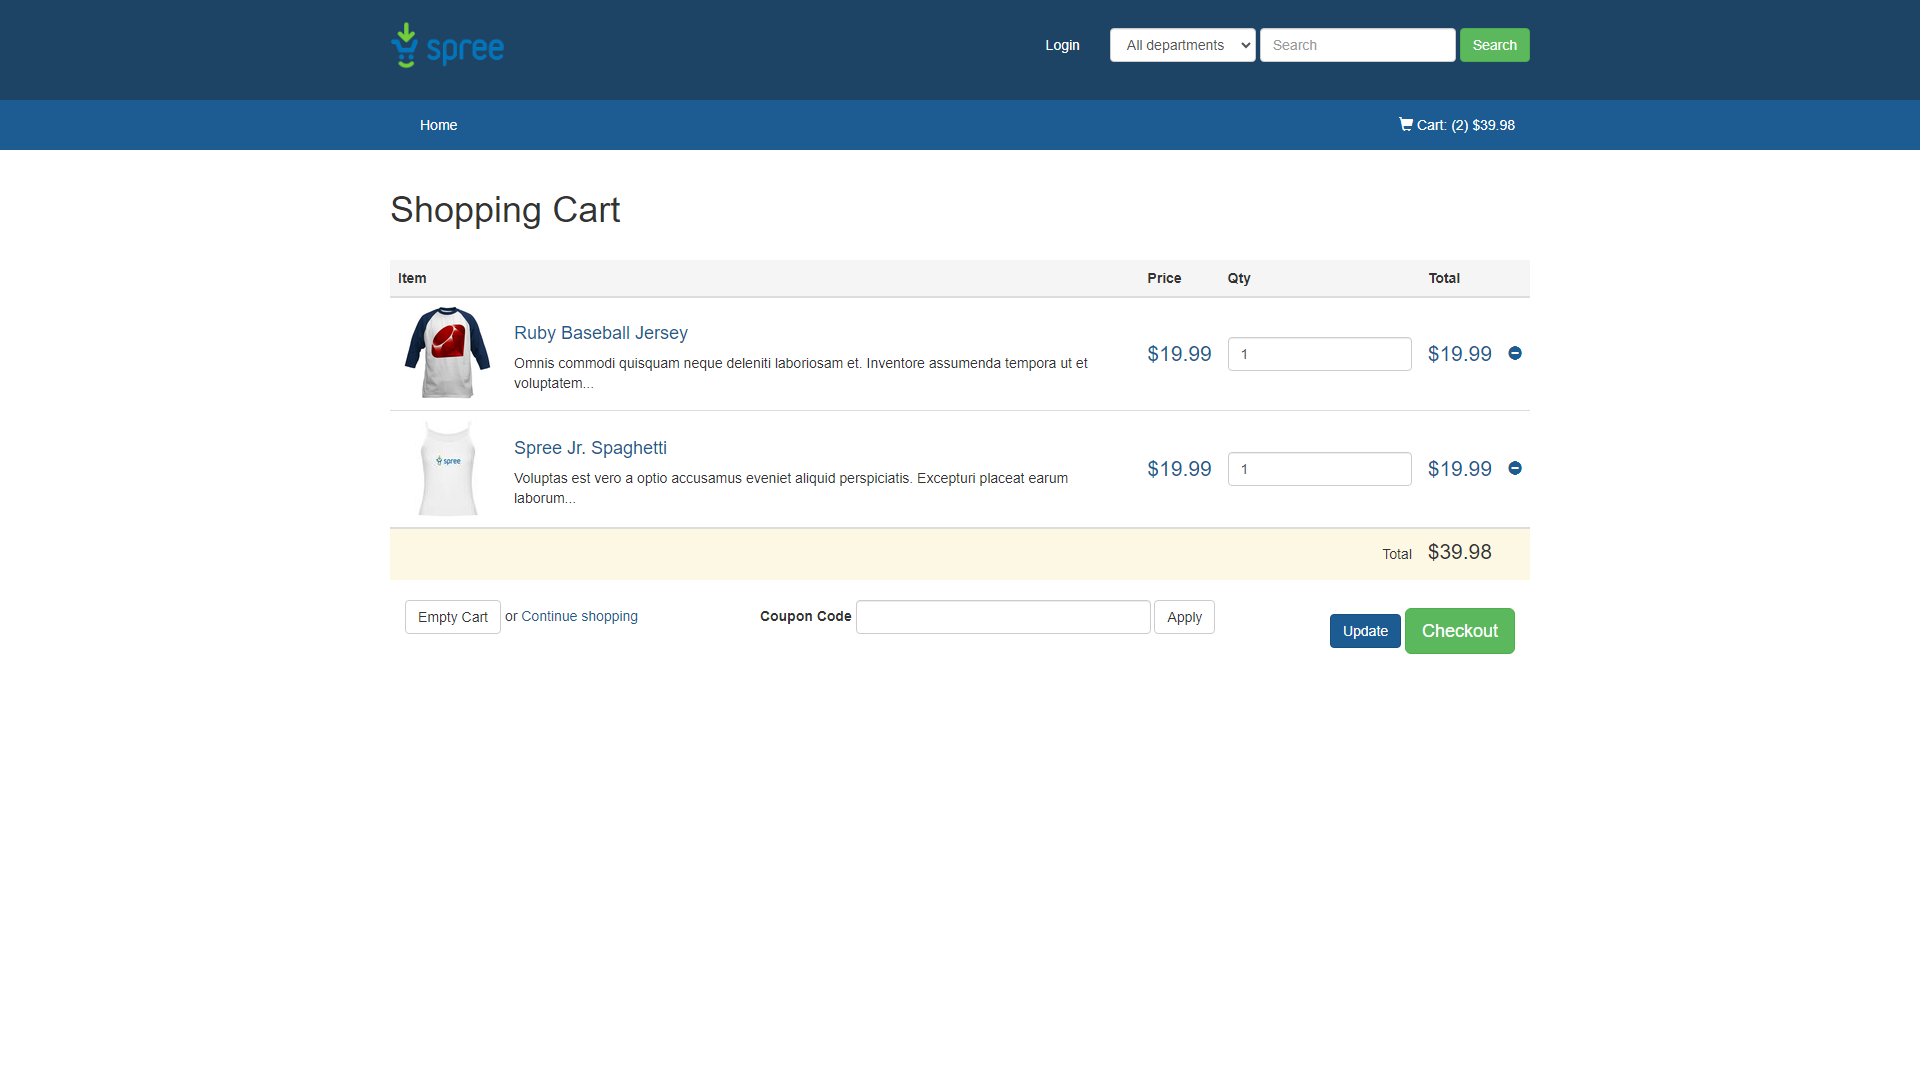 spree
Login
All departments
Search
Search
Home
Cart: (2) $39.98
Shopping Cart
Item Price Qty Total
Ruby Baseball Jersey
Omnis commodi quisquam neque deleniti laboriosam et. Inventore assumenda tempora ut et
voluptatem...
$19.99 1 $19.99
spree
Spree Jr. Spaghetti
Voluptas est vero a optio accusamus eveniet aliquid perspiciatis. Excepturi placeat earum
laborum...
$19.99 1 $19.99
Total $39.98
Empty Cart or Continue shopping
Coupon Code Apply
Update Checkout